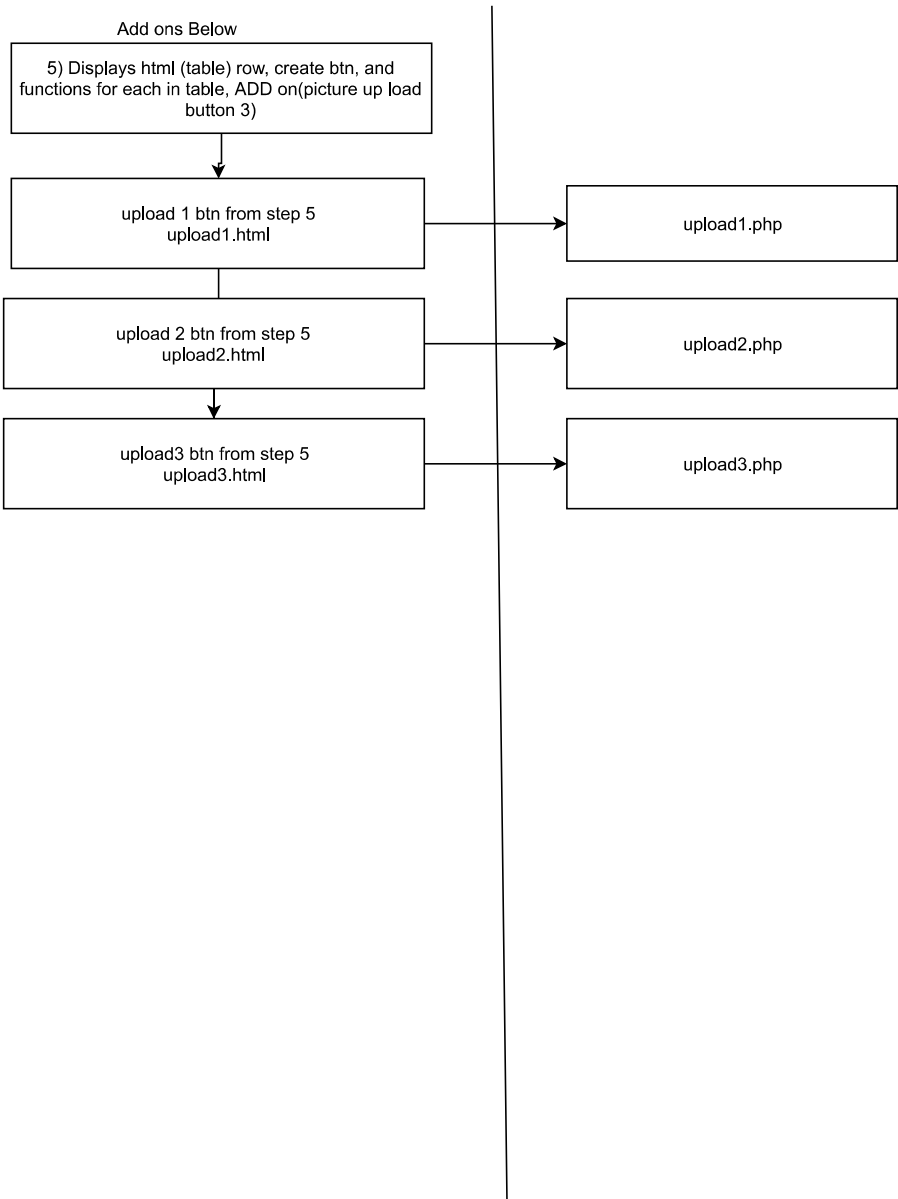 Add ons Below
5) Displays html (table) row, create btn, and
functions for each in table, ADD on(picture up load
button 3)
upload 1 btn from step 5
upload1.html
upload1.php
upload 2 btn from step 5
upload2.html
upload2.php
upload3 btn from step 5
upload3.html
upload3.php